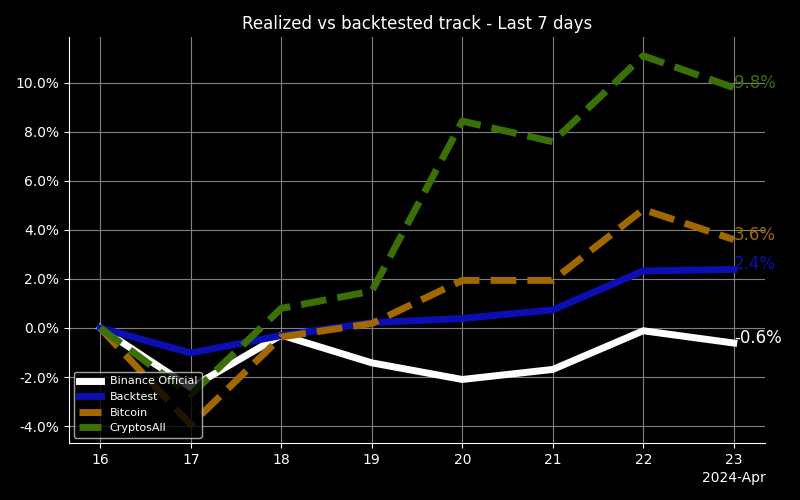 Realized vs backtested track - Last 7 days
10.0%
8.0%
6.0%
4.0%
2.0%
0.0%
-2.0%
-4.0%
9.8%
3.6%
2.4%
-0.6%
Binance Official
Backtest
Bitcoin
CryptosAll
16 17 18 19 20 21 22 23
2024-Apr